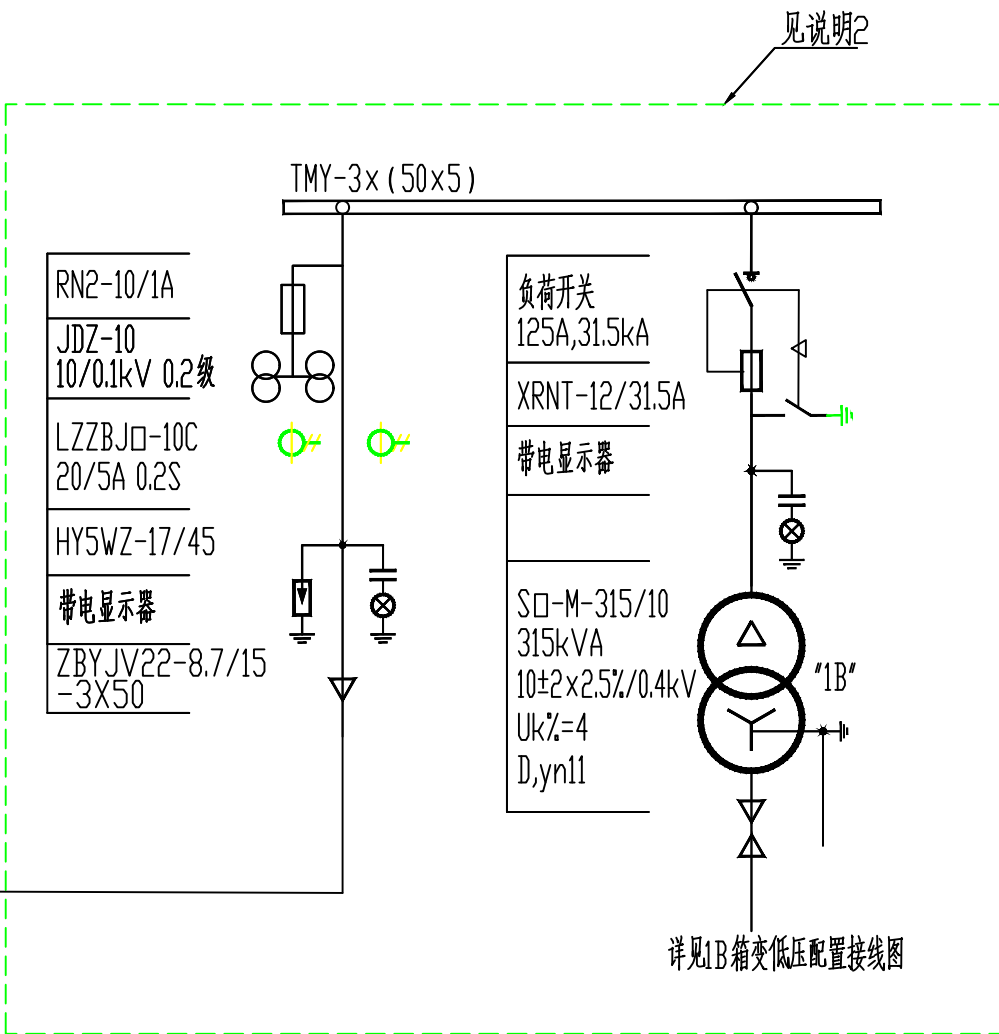 见说明2
TMY-3x(50x5)
RN2-10/1A
JDZ-10
10/0.1kV 0.2级
LZZBJ□-10C
20/5A 0.2S
HY5WZ-17/45
带电显示器
ZBYJV22-8.7/15
-3X50
负荷开关
125A,31.5kA
XRNT-12/31.5A
带电显示器
S□-M-315/10
315kVA
10±2x2.5%/0.4kV
Uk%=4
D,yn11
"1B"
详见1B箱变低压配置接线图